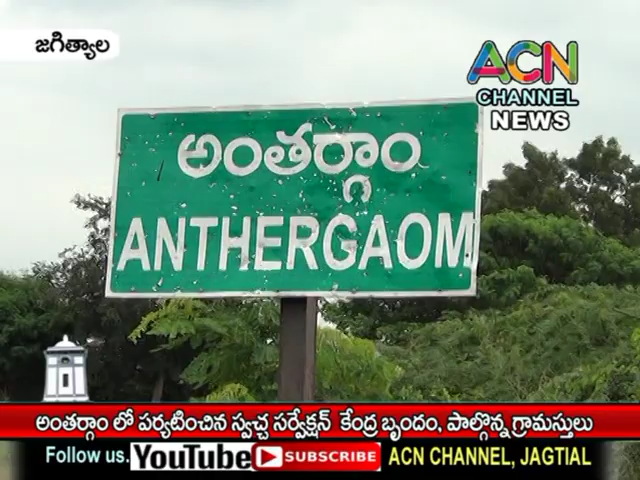 జగిత్యాల
ACN
CHANNEL
NEWS
అంతర్గాం
ANTHERGAOM
అంతర్గాం లో పర్యటించిన స్వచ్ఛ సర్వేక్షన్ కేంద్ర బృందం, పాల్గొన్న గ్రామస్తులు
Follow us. YouTube SUBSCRIBE ACN CHANNEL, JAGTIAL